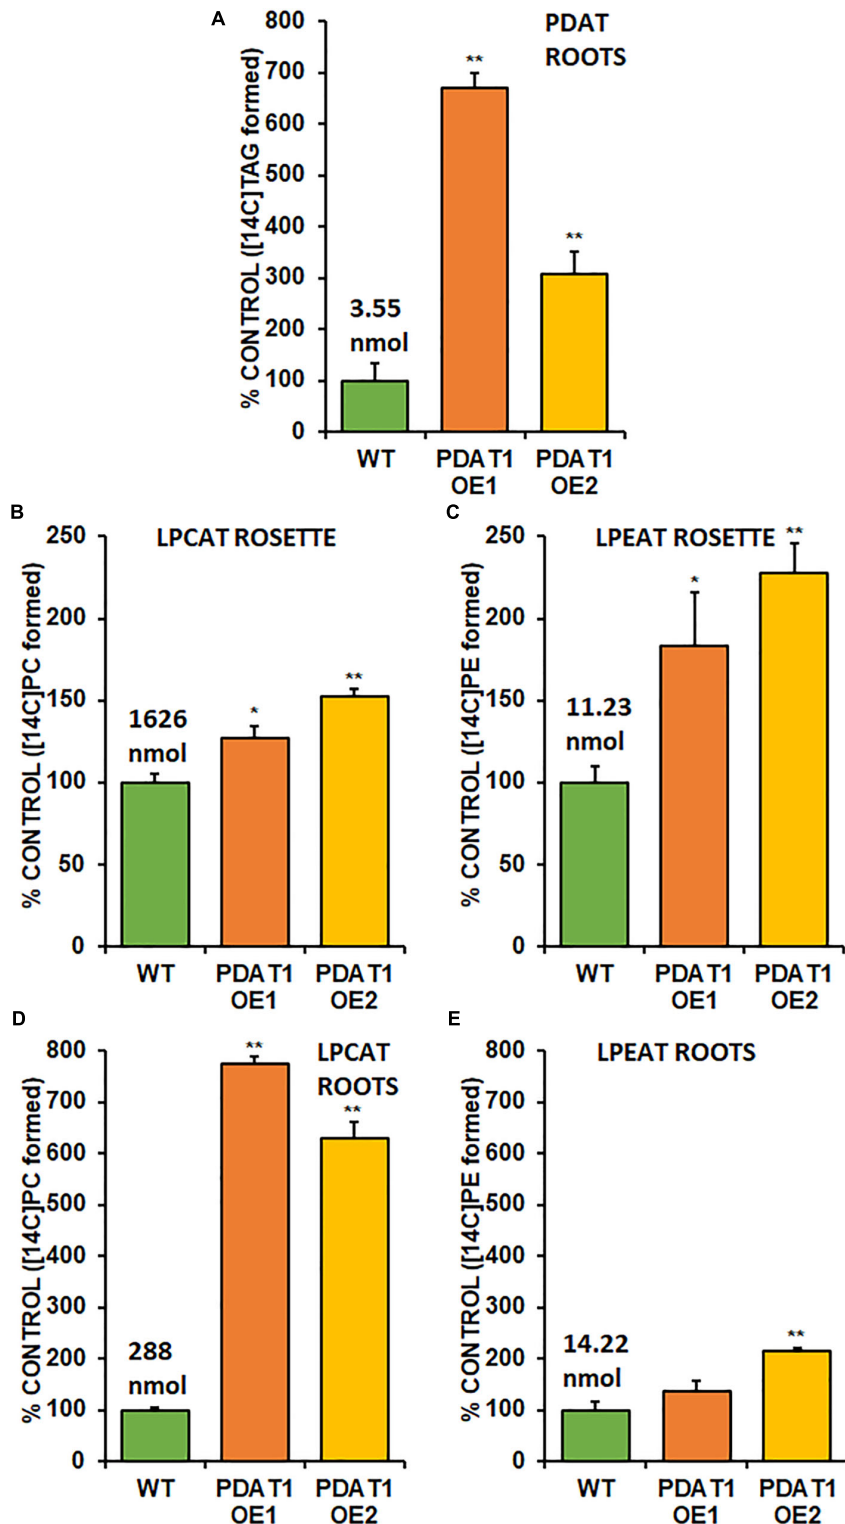 A
PDAT
ROOTS
% CONTROL ([14C]TAG formed)
800
700
600
500
400
300
200
100
0
**
**
3.55
nmol
WT
PDAT1
OE1
PDAT1
OE2
B
LPCAT ROSETTE
% CONTROL ([14C]PC formed)
250
200
150
100
50
0
1626
nmol
*
**
WT
PDAT1
OE1
PDAT1
OE2
C
LPEAT ROSETTE
% CONTROL ([14C]PE formed)
250
200
150
100
50
0
11.23
nmol
*
**
WT
PDAT1
OE1
PDAT1
OE2
D
LPCAT
ROOTS
% CONTROL ([14C]PC formed)
800
700
600
500
400
300
200
100
0
288
nmol
**
**
WT
PDAT1
OE1
PDAT1
OE2
E
LPEAT ROOTS
% CONTROL ([14C]PE formed)
800
700
600
500
400
300
200
100
0
14.22
nmol
**
WT
PDAT1
OE1
PDAT1
OE2